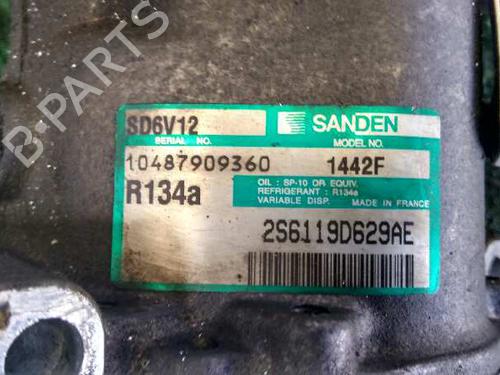 B-PARTS
SD6V12
SANDEN
SERIAL NO. MODEL NO.
10487909360 1442F
R134a
OIL : SP-10 OR EQUIV.
REFRIGERANT : R134a
VARIABLE DISP. MADE IN FRANCE
2S6119D629AE